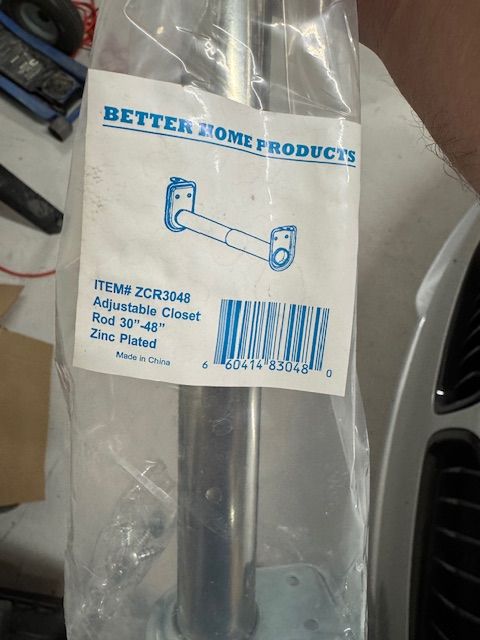 BETTER HOME PRODUCTS
ITEM# ZCR3048
Adjustable Closet
Rod 30"-48"
Zinc Plated
Made in China
6 60414 83048 0